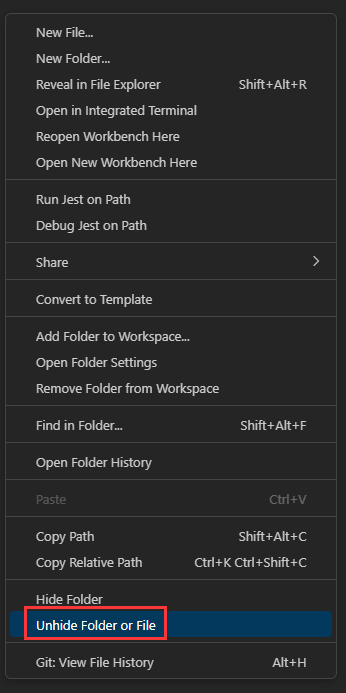 New File...
New Folder...
Reveal in File Explorer Shift+Alt+R
Open in Integrated Terminal
Reopen Workbench Here
Open New Workbench Here
Run Jest on Path
Debug Jest on Path
Share
Convert to Template
Add Folder to Workspace...
Open Folder Settings
Remove Folder from Workspace
Find in Folder... Shift+Alt+F
Open Folder History
Paste Ctrl+V
Copy Path Shift+Alt+C
Copy Relative Path Ctrl+K Ctrl+Shift+C
Hide Folder
Unhide Folder or File
Git: View File History Alt+H